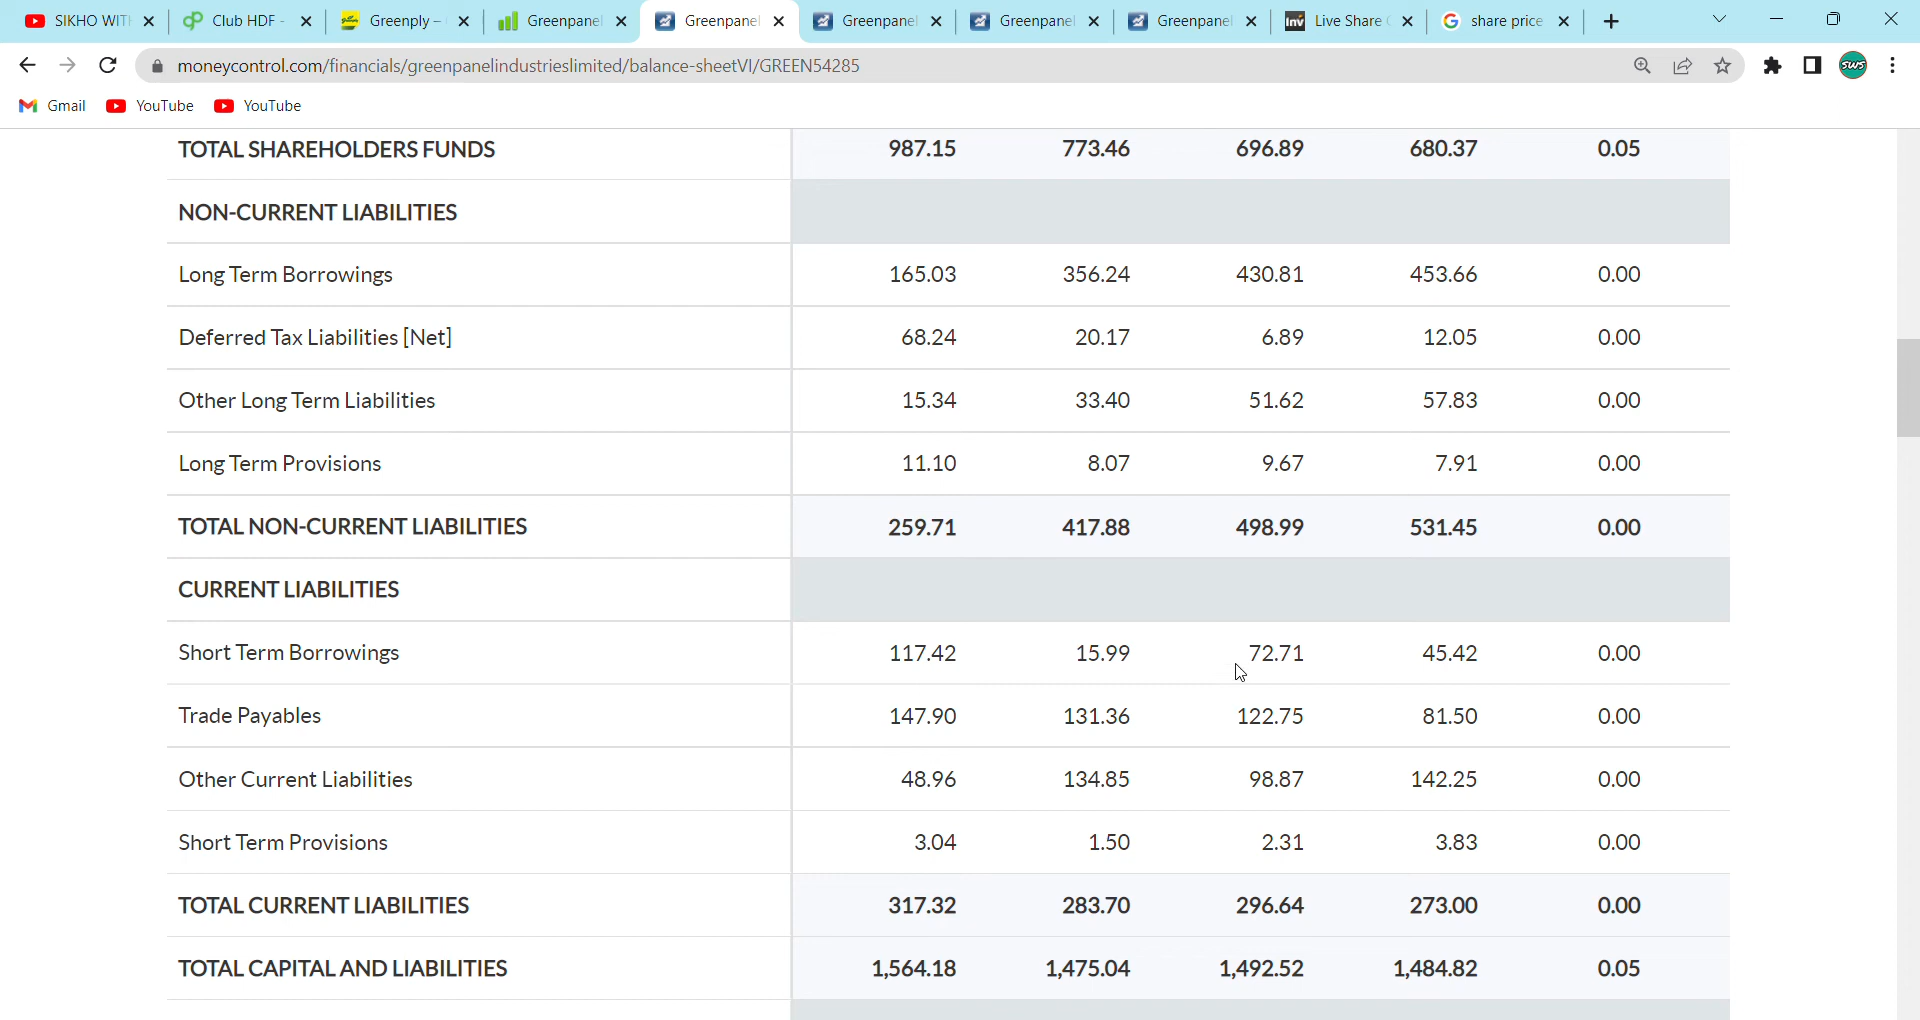 SIKHO WITH
Club HDF -
Greenply –
Greenpanel
Greenpanel
Greenpanel
Greenpanel
Greenpanel
Live Share
share price
moneycontrol.com/financials/greenpanelindustrieslimited/balance-sheetVI/GREEN54285
SWS
Gmail YouTube YouTube
TOTAL SHAREHOLDERS FUNDS 987.15 773.46 696.89 680.37 0.05
NON-CURRENT LIABILITIES
Long Term Borrowings 165.03 356.24 430.81 453.66 0.00
Deferred Tax Liabilities [Net] 68.24 20.17 6.89 12.05 0.00
Other Long Term Liabilities 15.34 33.40 51.62 57.83 0.00
Long Term Provisions 11.10 8.07 9.67 7.91 0.00
TOTAL NON-CURRENT LIABILITIES 259.71 417.88 498.99 531.45 0.00
CURRENT LIABILITIES
Short Term Borrowings 117.42 15.99 72.71 45.42 0.00
Trade Payables 147.90 131.36 122.75 81.50 0.00
Other Current Liabilities 48.96 134.85 98.87 142.25 0.00
Short Term Provisions 3.04 1.50 2.31 3.83 0.00
TOTAL CURRENT LIABILITIES 317.32 283.70 296.64 273.00 0.00
TOTAL CAPITAL AND LIABILITIES 1,564.18 1,475.04 1,492.52 1,484.82 0.05